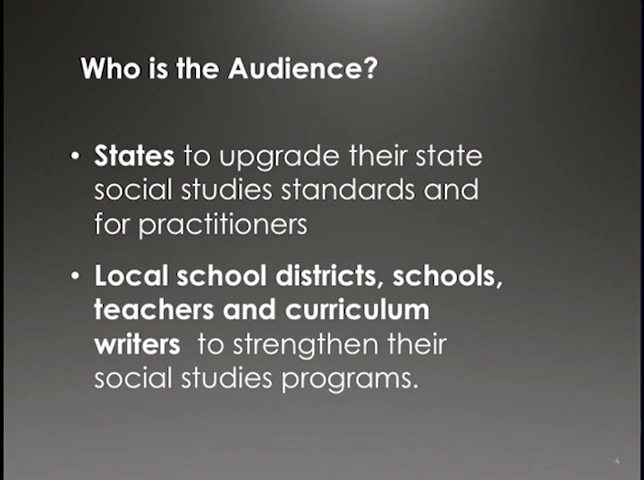 Who is the Audience?
• States to upgrade their state
social studies standards and
for practitioners
• Local school districts, schools,
teachers and curriculum
writers to strengthen their
social studies programs.
4